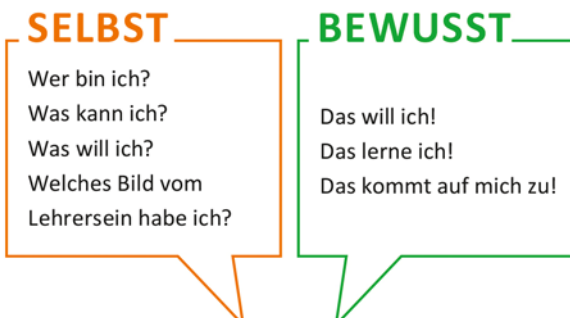 SELBST
Wer bin ich?
Was kann ich?
Was will ich?
Welches Bild vom
Lehrersein habe ich?
BEWUSST
Das will ich!
Das lerne ich!
Das kommt auf mich zu!